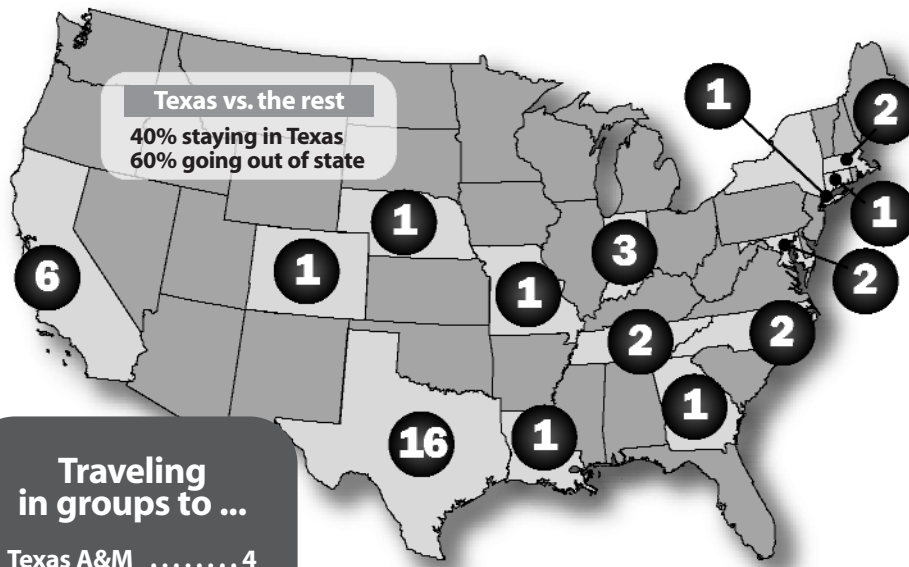 Texas vs. the rest
40% staying in Texas
60% going out of state
1
2
1
1
3
2
6
1
1
2
2
1
16
1
Traveling
in groups to ...
Texas A&M ........ 4